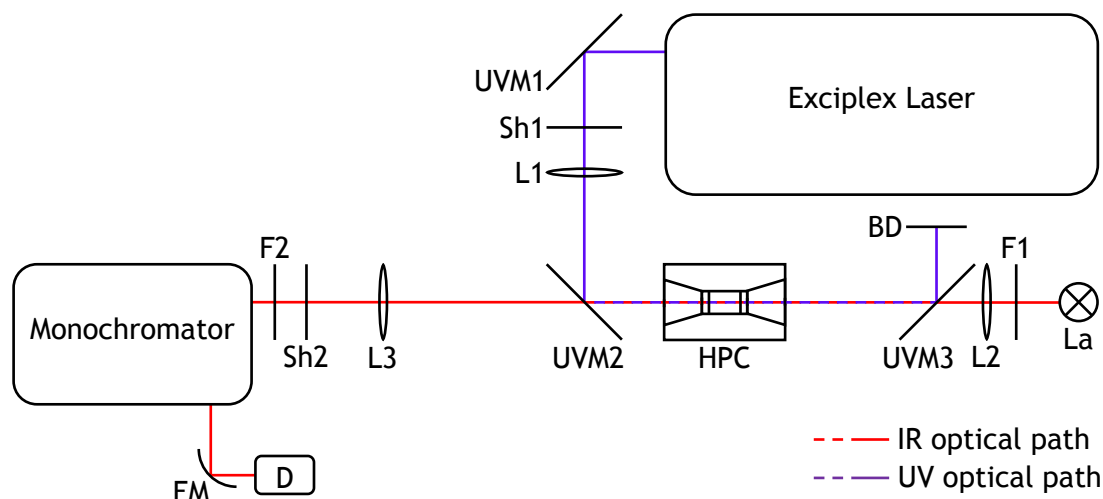 UVM1
Exciplex Laser
Sh1
L1
BD
F2
F1
Monochromator
Sh2
L3
UVM2
HPC
UVM3
L2
La
IR optical path
UV optical path
D
FM